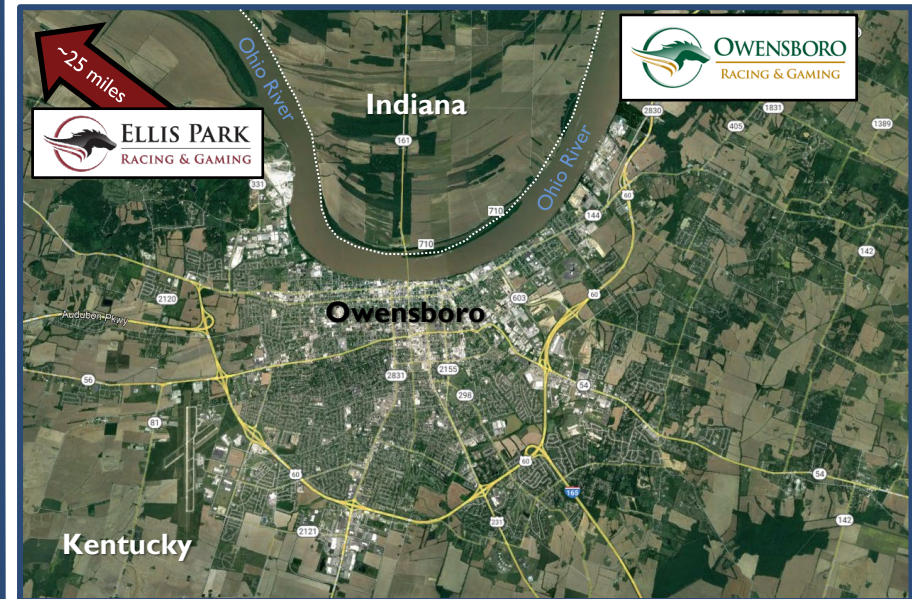 ~25 miles
ELLIS PARK
RACING & GAMING
OWENSBORO
RACING & GAMING
Ohio River
Indiana
Ohio River
161
2830
1831
405
1389
331
60
144
710
710
142
2120
603
60
Owensboro
Audubon Pkwy
56
2831
2155
54
298
81
60
54
60
165
231
2121
142
Kentucky